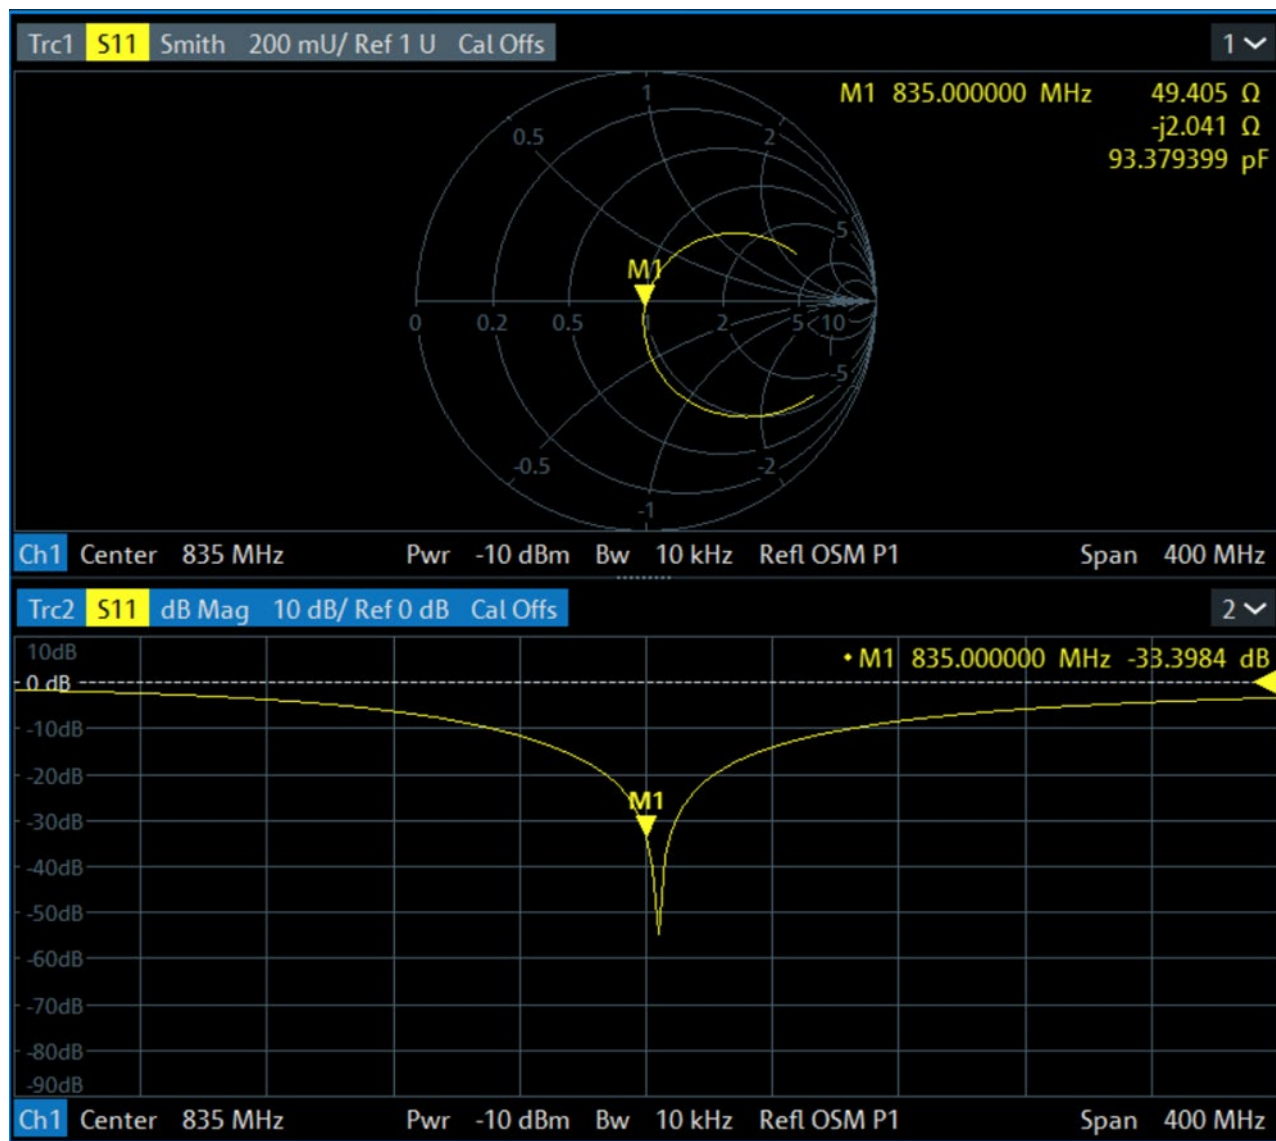 Trc1 S11 Smith 200 mU/ Ref 1 U Cal Offs 1
M1 835.000000 MHz 49.405 Ω
-j2.041 Ω
93.379399 pF
1
0.5 2
5
M1
0 0.2 0.5 1 2 5 10
-5
-0.5 -2
-1
Ch1 Center 835 MHz Pwr -10 dBm Bw 10 kHz Refl OSM P1 Span 400 MHz
Trc2 S11 dB Mag 10 dB/ Ref 0 dB Cal Offs 2
10dB
• M1 835.000000 MHz -33.3984 dB
0 dB
-10dB
-20dB
M1
-30dB
-40dB
-50dB
-60dB
-70dB
-80dB
-90dB
Ch1 Center 835 MHz Pwr -10 dBm Bw 10 kHz Refl OSM P1 Span 400 MHz